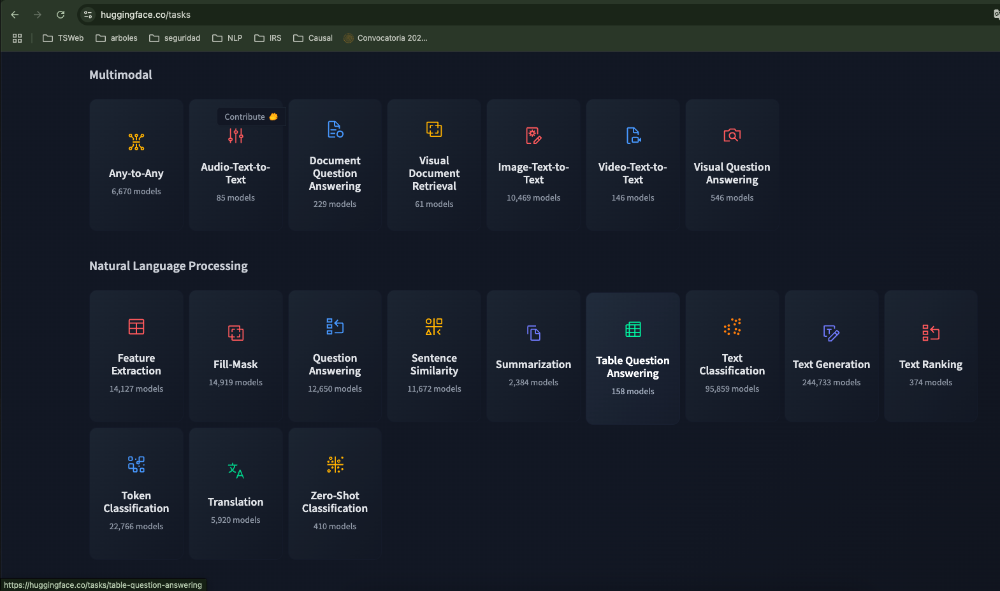 huggingface.co/tasks
TSWeb
arboles
seguridad
NLP
IRS
Causal
Convocatoria 202...
Multimodal
Contribute
Any-to-Any
6,670 models
Audio-Text-to-
Text
85 models
Document
Question
Answering
229 models
Visual
Document
Retrieval
61 models
Image-Text-to-
Text
10,469 models
Video-Text-to-
Text
146 models
Visual Question
Answering
546 models
Natural Language Processing
Feature
Extraction
14,127 models
Fill-Mask
14,919 models
Question
Answering
12,650 models
Sentence
Similarity
11,672 models
Summarization
2,384 models
Table Question
Answering
158 models
Text
Classification
95,859 models
Text Generation
244,733 models
Text Ranking
374 models
Token
Classification
22,766 models
Translation
5,920 models
Zero-Shot
Classification
410 models
https://huggingface.co/tasks/table-question-answering